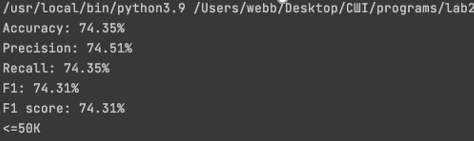 /usr/local/bin/python3.9 /Users/webb/Desktop/СШІ/programs/lab2
Accuracy: 74.35%
Precision: 74.51%
Recall: 74.35%
F1: 74.31%
F1 score: 74.31%
<=50K